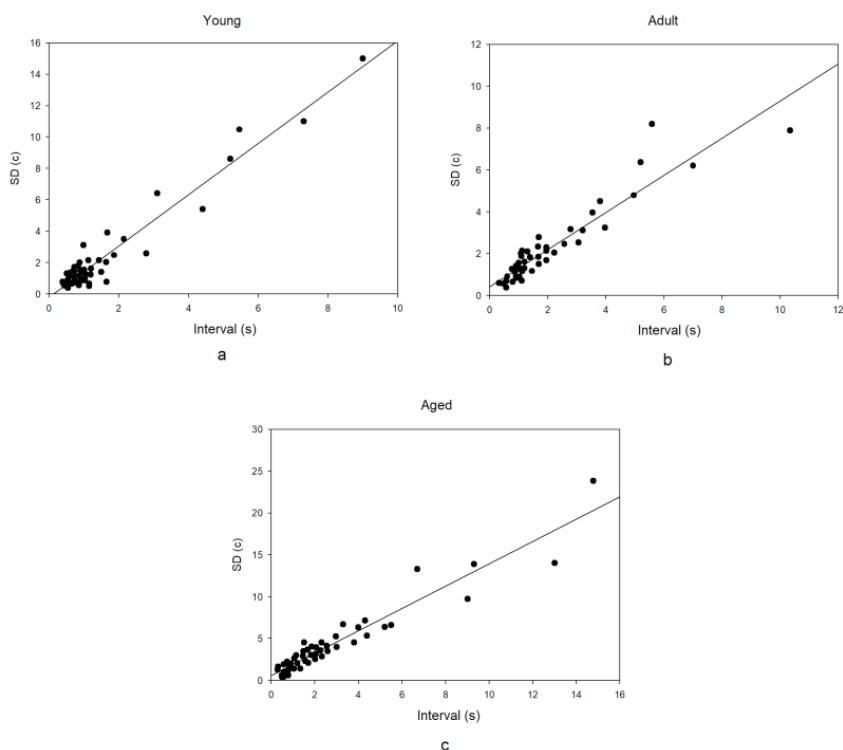 Young
16
14
12
10
8
6
4
2
0
SD (c)
0 2 4 6 8 10
Interval (s)
a
Adult
12
10
8
6
4
2
0
SD (c)
0 2 4 6 8 10 12
Interval (s)
b
Aged
30
25
20
15
10
5
0
SD (c)
0 2 4 6 8 10 12 14 16
Interval (s)
c